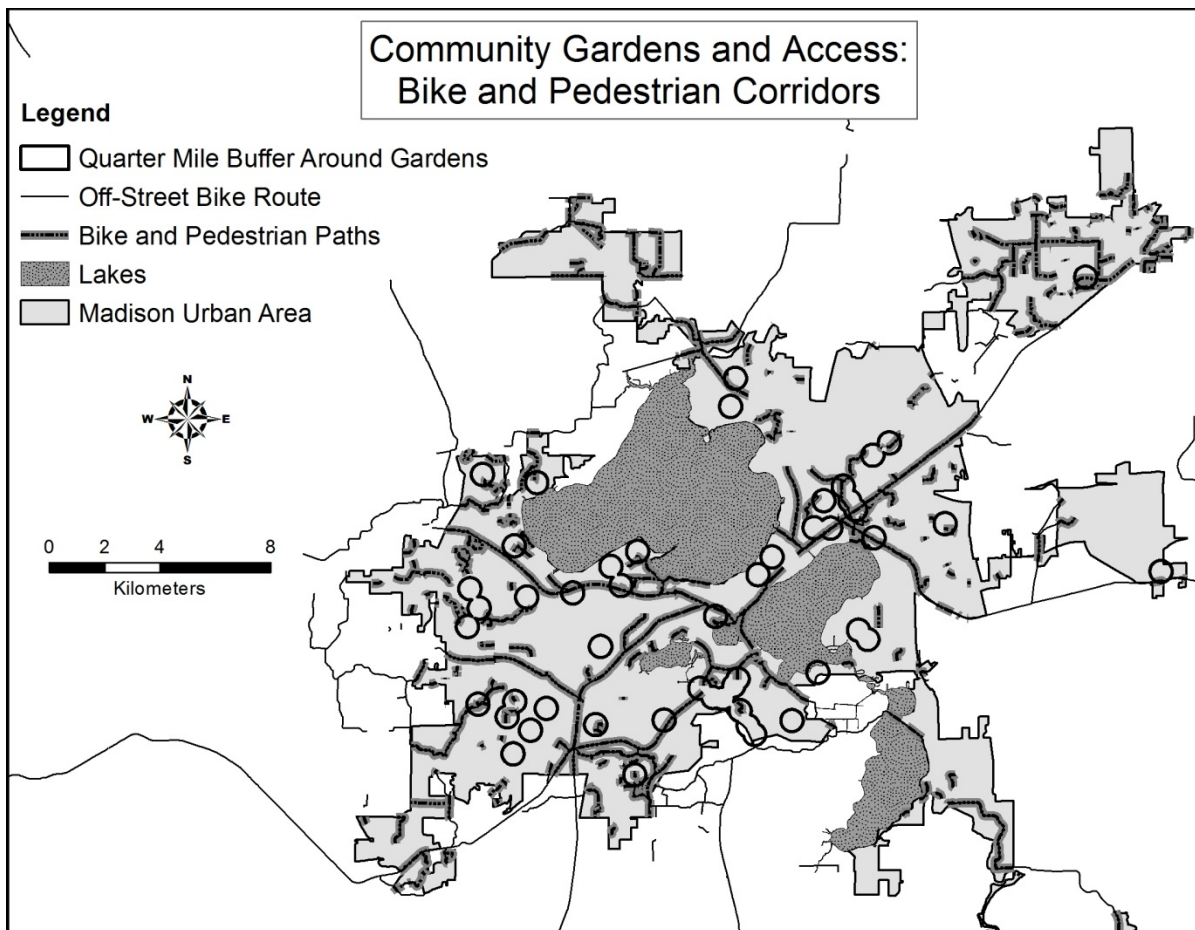 Community Gardens and Access:
Bike and Pedestrian Corridors
Legend
Quarter Mile Buffer Around Gardens
Off-Street Bike Route
Bike and Pedestrian Paths
Lakes
Madison Urban Area
N
W E
S
0 2 4 8
Kilometers